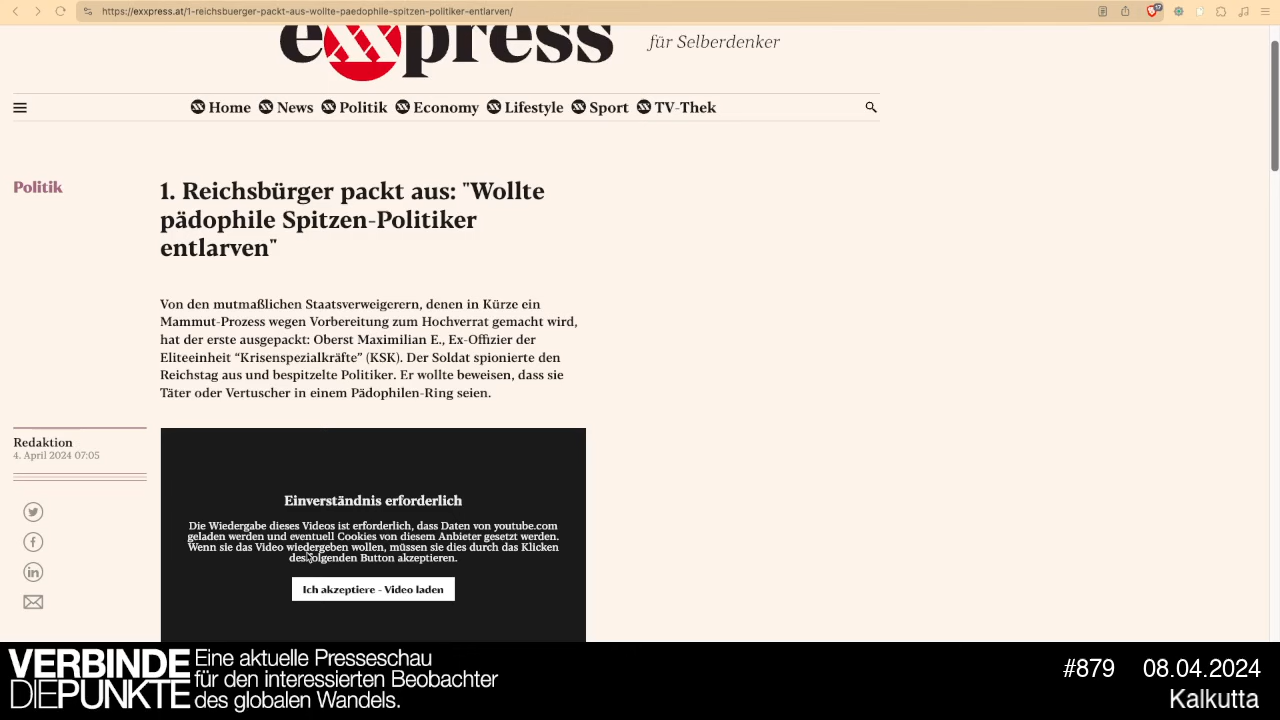 https://exxpress.at/1-reichsbuerger-packt-aus-wollte-paedophile-spitzen-politiker-entlarven/
exxpress
für Selberdenker
Home News Politik Economy Lifestyle Sport TV-Thek
Politik
1. Reichsbürger packt aus: "Wollte
pädophile Spitzen-Politiker
entlarven"
Von den mutmaßlichen Staatsverweigerern, denen in Kürze ein
Mammut-Prozess wegen Vorbereitung zum Hochverrat gemacht wird,
hat der erste ausgepackt: Oberst Maximilian E., Ex-Offizier der
Eliteeinheit “Krisenspezialkräfte” (KSK). Der Soldat spionierte den
Reichstag aus und bespitzelte Politiker. Er wollte beweisen, dass sie
Täter oder Vertuscher in einem Pädophilen-Ring seien.
Redaktion
4. April 2024 07:05
Einverständnis erforderlich
Die Wiedergabe dieses Videos ist erforderlich, dass Daten von youtube.com
geladen werden und eventuell Cookies von diesem Anbieter gesetzt werden.
Wenn sie das Video wiedergeben wollen, müssen sie dies durch das Klicken
des folgenden Button akzeptieren.
Ich akzeptiere - Video laden
VERBINDE
DIEPUNKTE
Eine aktuelle Presseschau
für den interessierten Beobachter
des globalen Wandels.
#879 08.04.2024
Kalkutta